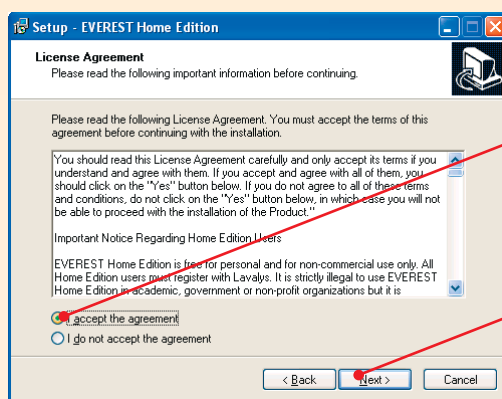 Setup - EVEREST Home Edition
License Agreement
Please read the following important information before continuing.
Please read the following License Agreement. You must accept the terms of this
agreement before continuing with the installation.
You should read this License Agreement carefully and only accept its terms if you
understand and agree with them. If you accept and agree with all of them, you
should click on the "Yes" button below. If you do not agree to all of these terms
and conditions, do not click on the "Yes" button below, in which case you will not
be able to proceed with the installation of the Product."
Important Notice Regarding Home Edition Users
EVEREST Home Edition is free for personal and for non-commercial use only. All
Home Edition users must register with Lavalys. It is strictly illegal to use EVEREST
Home Edition in academic, government or non-profit organizations but it is
I accept the agreement
I do not accept the agreement
< Back
Next >
Cancel